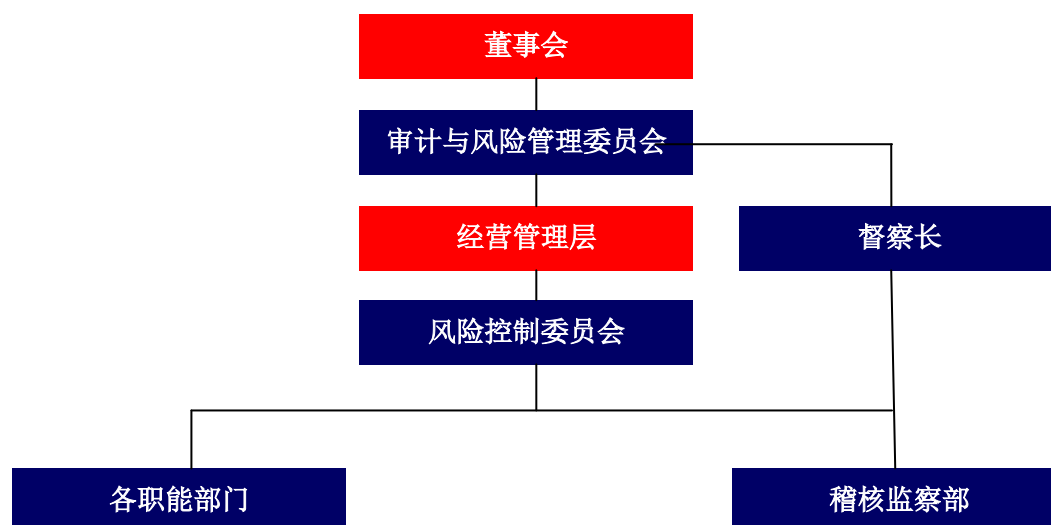 董事会
审计与风险管理委员会
经营管理层
督察长
风险控制委员会
各职能部门
稽核监察部